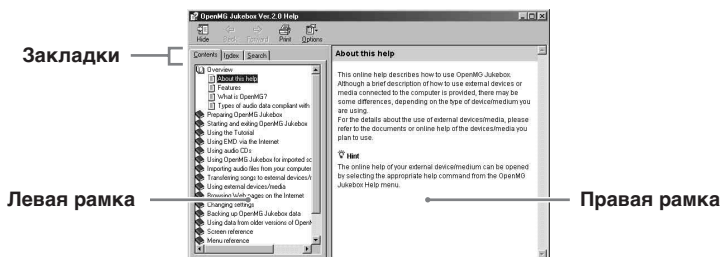 OpenMG Jukebox Ver.2.0 Help
Hide Back Forward Print Options
Закладки
Contents Index Search
Overview
About this help
Features
What is OpenMG?
Types of audio data compliant with
Preparing OpenMG Jukebox
Starting and exiting OpenMG Jukebox
Using the Tutorial
Using EMD via the Internet
Using audio CDs
Using OpenMG Jukebox for imported co
Importing audio files from your computer
Transferring songs to external devices/r
Using external devices/media
Browsing Web pages on the Internet
Changing settings
Backing up OpenMG Jukebox data
Using data from older versions of OpenM
Screen reference
Menu reference
Левая рамка
About this help
This online help describes how to use OpenMG Jukebox.
Although a brief description of how to use external devices or
media connected to the computer is provided, there may be
some differences, depending on the type of device/medium you
are using.
For the details about the use of external devices/media, please
refer to the documents or online help of the devices/media you
plan to use.
Hint
The online help of your external device/medium can be opened
by selecting the appropriate help command from the OpenMG
Jukebox Help menu.
Правая рамка